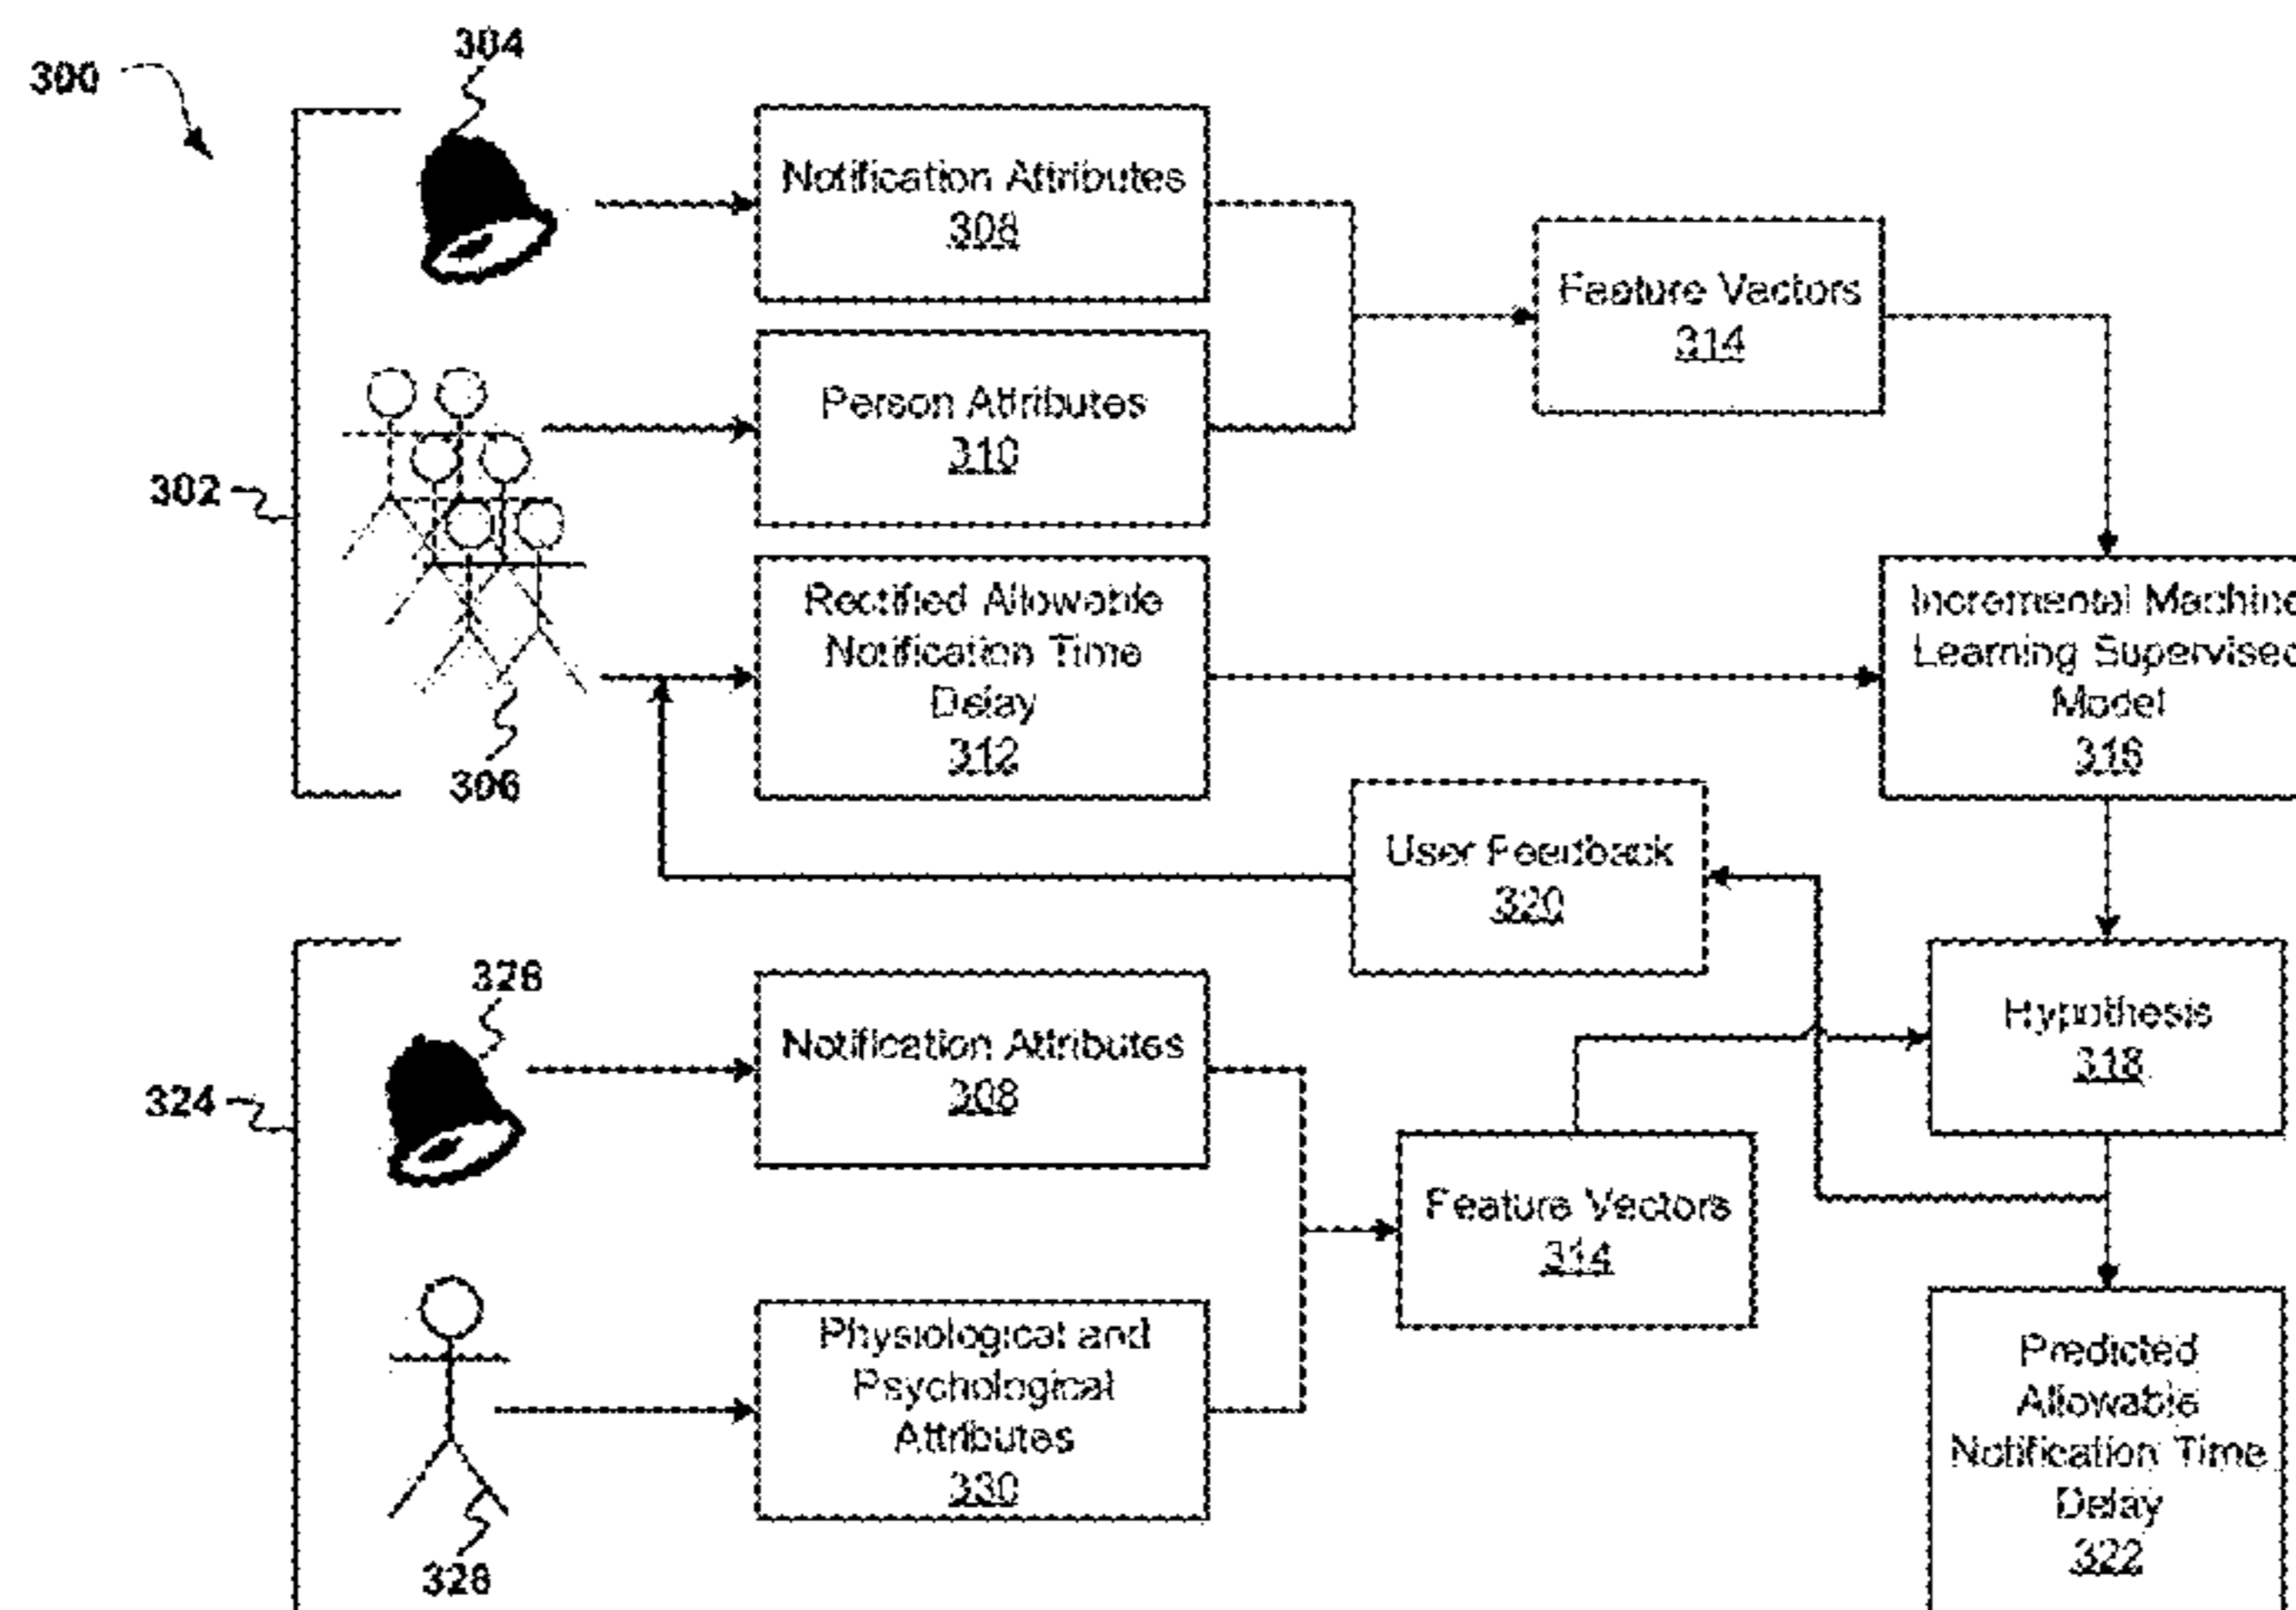 300
304
Notification Attributes
308
Feature Vectors
314
Person Attributes
310
302
Rectified Allowable
Notification Time
Delay
312
306
Incremental Machine
Learning Supervised
Model
316
User Feedback
320
Hypothesis
318
324
326
Notification Attributes
308
Feature Vectors
314
Physiological and
Psychological
Attributes
330
328
Predicted
Allowable
Notification Time
Delay
322